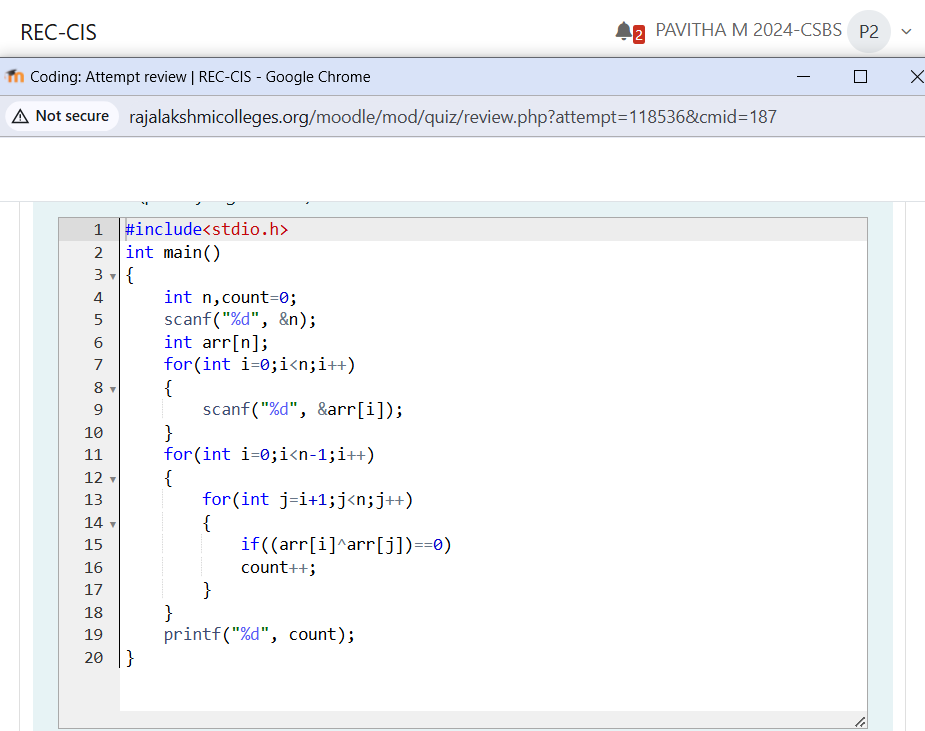 REC-CIS
2 PAVITHA M 2024-CSBS P2
Coding: Attempt review | REC-CIS - Google Chrome
Not secure rajalakshmicolleges.org/moodle/mod/quiz/review.php?attempt=118536&cmid=187
1 #include<stdio.h>
2 int main()
3 {
4     int n,count=0;
5     scanf("%d", &n);
6     int arr[n];
7     for(int i=0;i<n;i++)
8     {
9         scanf("%d", &arr[i]);
10     }
11     for(int i=0;i<n-1;i++)
12     {
13         for(int j=i+1;j<n;j++)
14         {
15             if((arr[i]^arr[j])==0)
16             count++;
17         }
18     }
19     printf("%d", count);
20 }